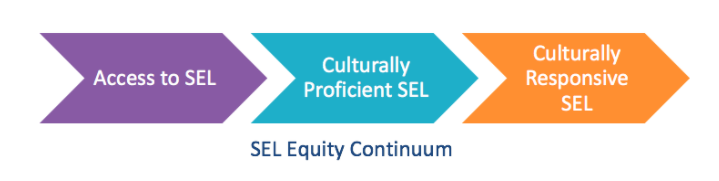 Access to SEL
Culturally
Proficient SEL
Culturally
Responsive
SEL
SEL Equity Continuum